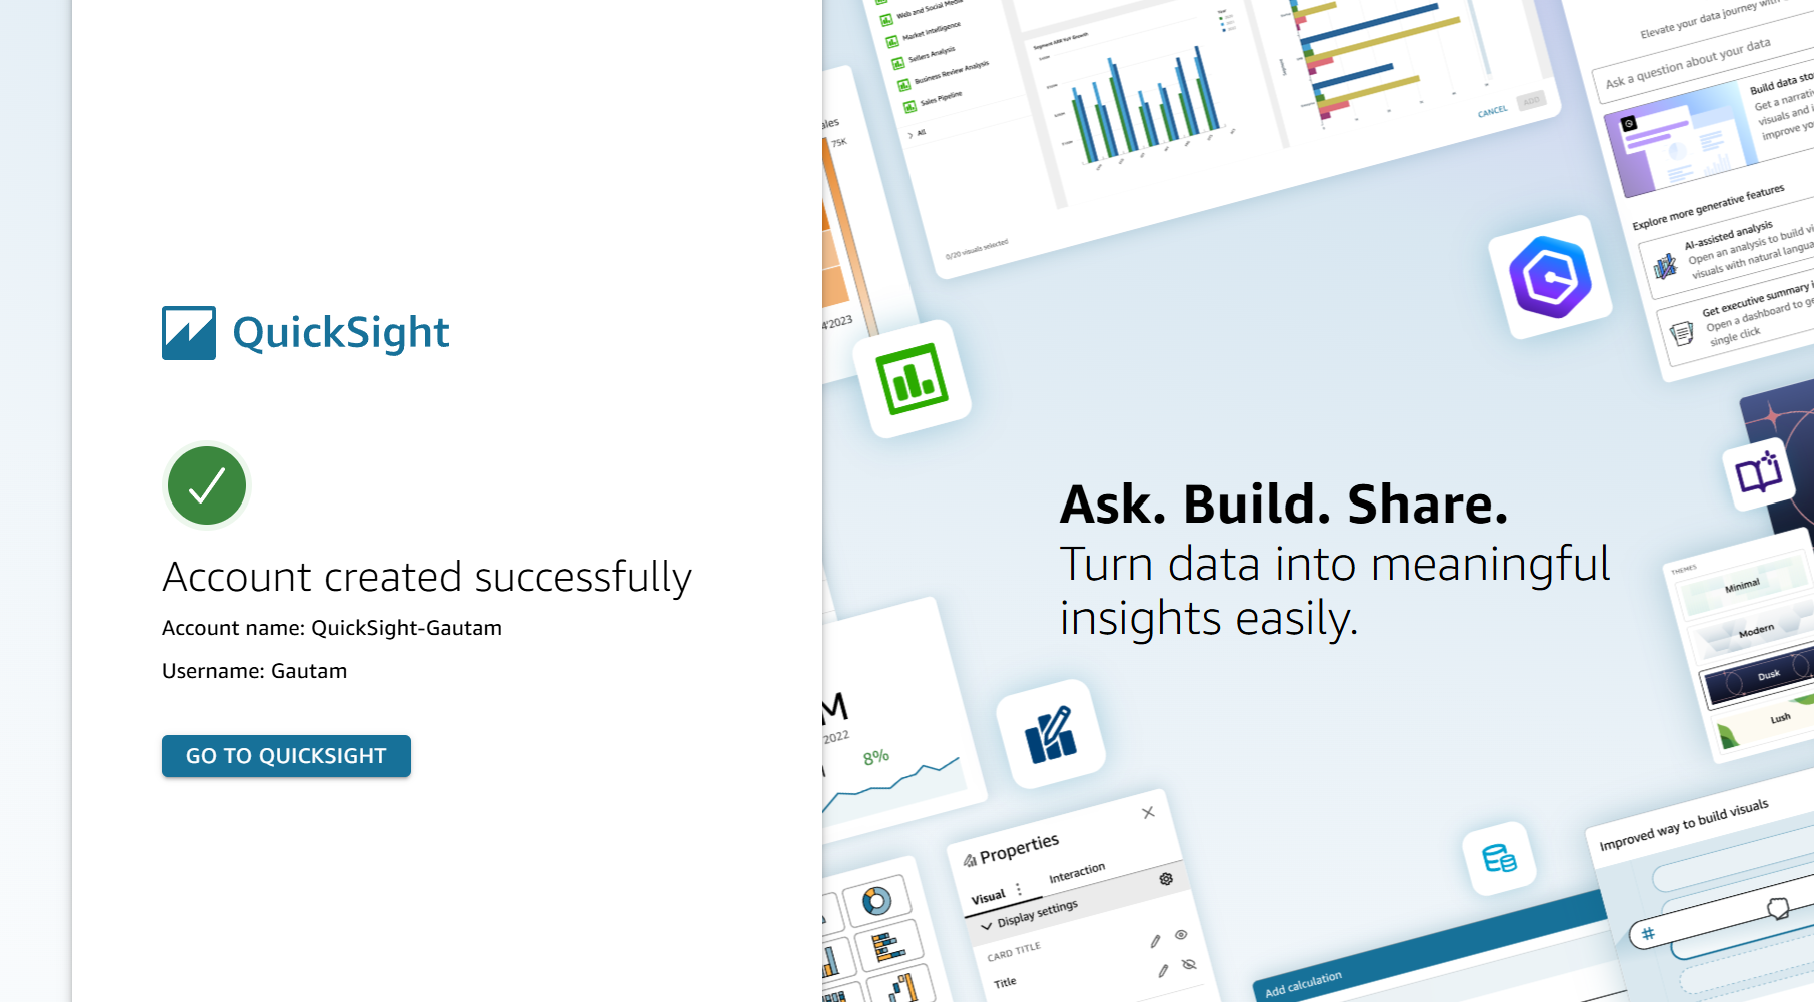 QuickSight
Account created successfully
Account name: QuickSight-Gautam
Username: Gautam
GO TO QUICKSIGHT
Web and Social Media
Market Intelligence
Sellers Analysis
Business Review Analysis
Sales Pipeline
All
0/20 visuals selected
Segment ARR YoY Growth
Year
CANCEL
ADD
75K
2023
Elevate your data journey with
Ask a question about your data
Build data sto
Get a narrati
visuals and i
improve yo
Explore more generative features
AI-assisted analysis
Open an analysis to build vi
visuals with natural langua
Get executive summary i
Open a dashboard to ge
single click
Ask. Build. Share.
Turn data into meaningful
insights easily.
THEMES
Minimal
Modern
Dusk
Lush
M
2022
8%
Properties
Visual
Interaction
Display settings
CARD TITLE
Title
Add calculation
Improved way to build visuals
#